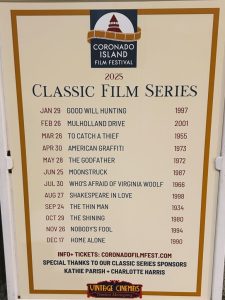 CORONADO
ISLAND
FILM FESTIVAL
2025
CLASSIC FILM SERIES
JAN 29 GOOD WILL HUNTING 1997
FEB 26 MULHOLLAND DRIVE 2001
MAR 26 TO CATCH A THIEF 1955
APR 30 AMERICAN GRAFFITI 1973
MAY 28 THE GODFATHER 1972
JUN 25 MOONSTRUCK 1987
JUL 30 WHO'S AFRAID OF VIRGINIA WOOLF 1966
AUG 27 SHAKESPEARE IN LOVE 1998
SEP 24 THE THIN MAN 1934
OCT 29 THE SHINING 1980
NOV 26 NOBODY'S FOOL 1994
DEC 17 HOME ALONE 1990
INFO+ TICKETS: CORONADOFILMFEST.COM
SPECIAL THANKS TO OUR CLASSIC SERIES SPONSORS
KATHIE PARISH + CHARLOTTE HARRIS
VINTAGE CINEMAS